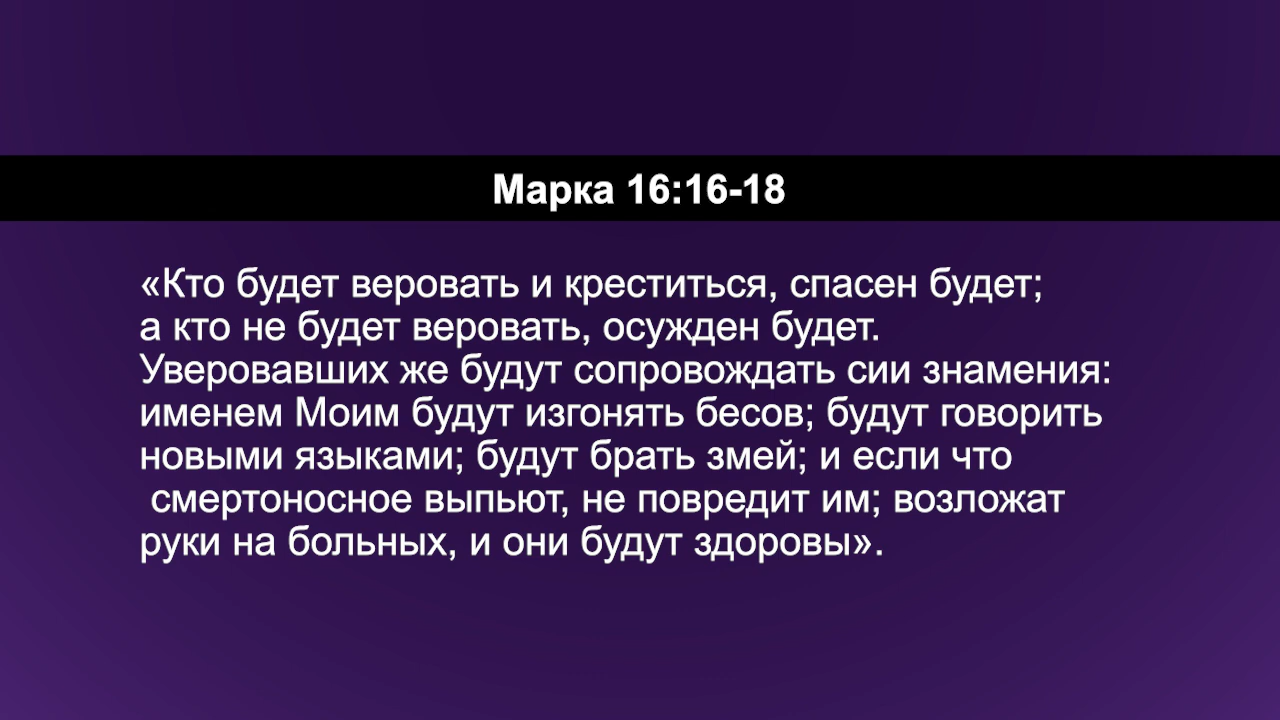 Марка 16:16-18
«Кто будет веровать и креститься, спасен будет;
а кто не будет веровать, осужден будет.
Уверовавших же будут сопровождать сии знамения:
именем Моим будут изгонять бесов; будут говорить
новыми языками; будут брать змей; и если что
смертоносное выпьют, не повредит им; возложат
руки на больных, и они будут здоровы».